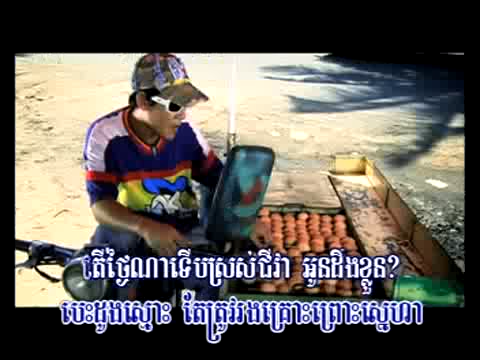 តើថ្ងៃណាទើបស្រស់ជីវា អូនដឹងខ្លួន?
បេះដូងស្មោះ តែត្រូវរងគ្រោះព្រោះស្នេហា